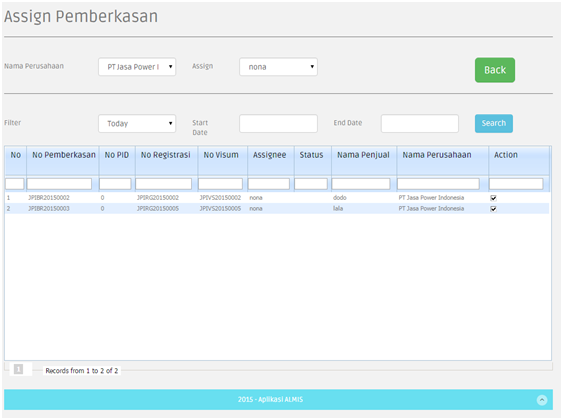 Assign Pemberkasan
Nama Perusahaan PT Jasa Power I Assign nona Back
Filter Today Start Date End Date Search
No No Pemberkasan No PID No Registrasi No Visum Assignee Status Nama Penjual Nama Perusahaan Action
1 JPIBR20150002 0 JPIRG20150002 JPIVS20150002 nona dodo PT Jasa Power Indonesia
2 JPIBR20150003 0 JPIRG20150005 JPIVS20150005 nona lala PT Jasa Power Indonesia
1 Records from 1 to 2 of 2
2015 - Aplikasi ALMIS